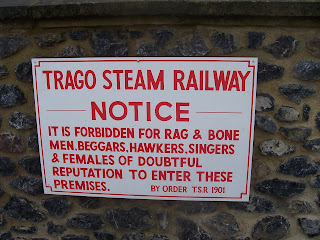 TRAGO STEAM RAILWAY
NOTICE
IT IS FORBIDDEN FOR RAG & BONE
MEN, BEGGARS, HAWKERS, SINGERS
& FEMALES OF DOUBTFUL
REPUTATION TO ENTER THESE
PREMISES. BY ORDER T.S.R 1901